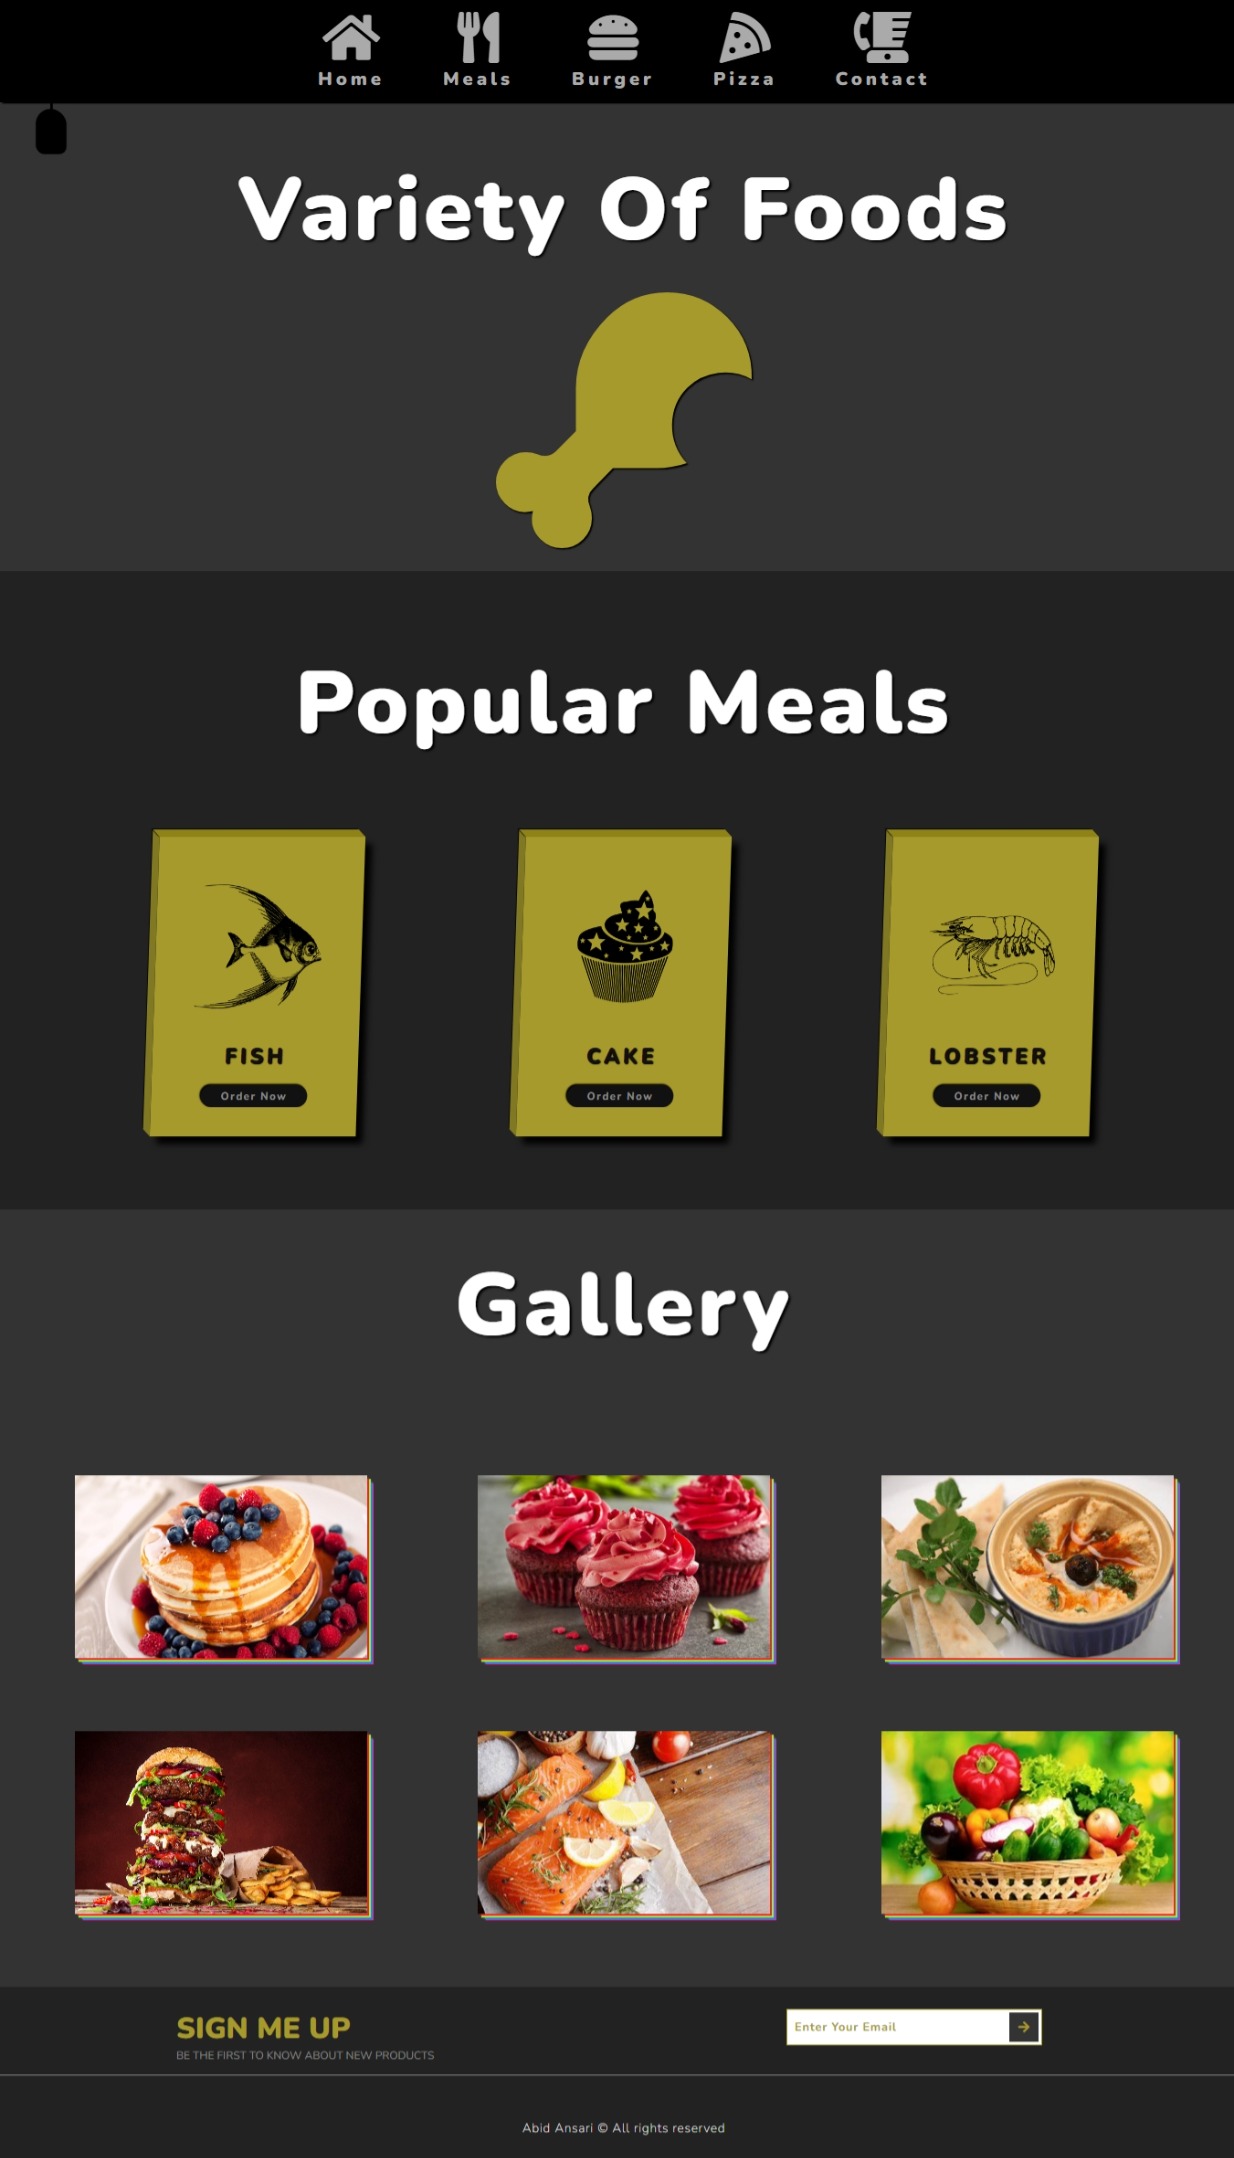 Home Meals Burger Pizza Contact
Variety Of Foods
Popular Meals
FISH CAKE LOBSTER
Order Now Order Now Order Now
Gallery
SIGN ME UP
BE THE FIRST TO KNOW ABOUT NEW PRODUCTS
Enter Your Email
Abid Ansari © All rights reserved